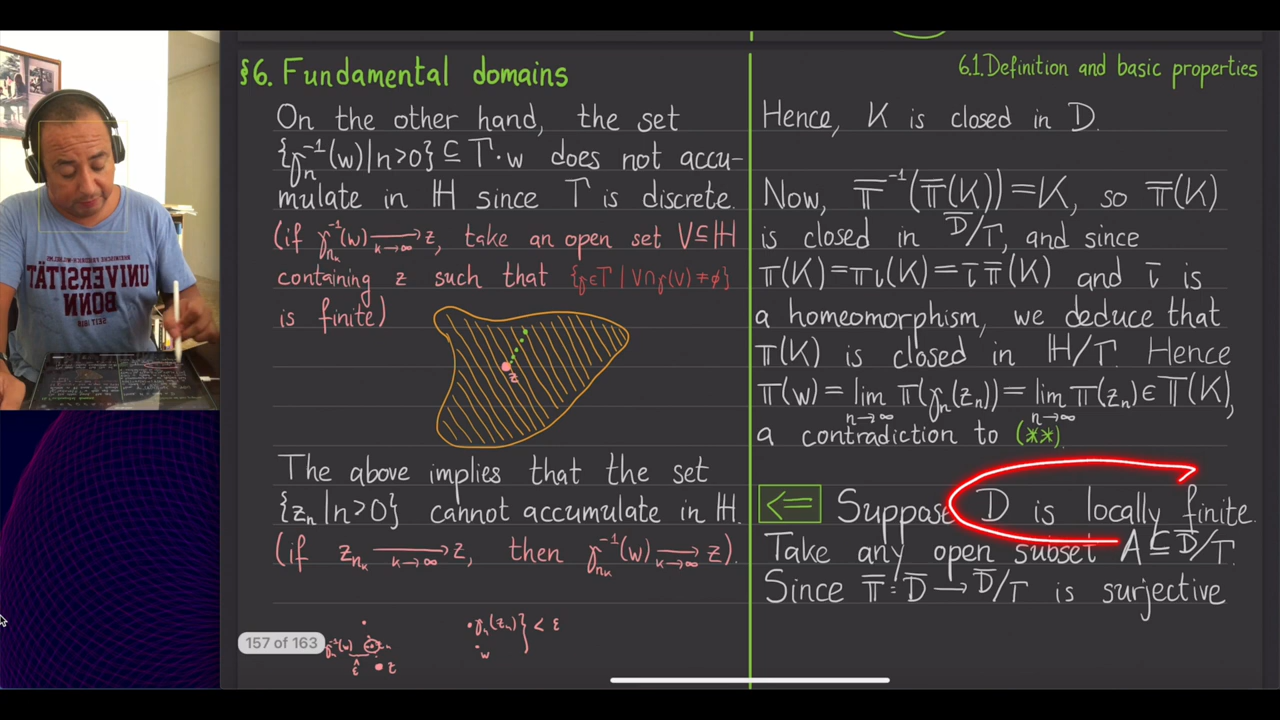 §6. Fundamental domains
On the other hand, the set
{γₙ⁻¹(w)|n>0} ⊆ Γ·w does not accu-
mulate in ℍ since Γ is discrete.
(if γₙₖ⁻¹(w) ⟶ z, take an open set V⊆ℍ
k→∞
containing z such that {γ∈Γ | V∩γ(V)≠ϕ}
is finite)
z
The above implies that the set
{zₙ|n>0} cannot accumulate in ℍ.
(if zₙₖ ⟶ z, then γₙₖ⁻¹(w) ⟶ z).
k→∞ k→∞
·γₙ(zₙ)} < ε
·w
ε
z
157 of 163
6.1. Definition and basic properties
Hence, K is closed in D̅.
Now, π̅⁻¹(π̅(K))=K, so π̅(K)
is closed in D̅/Γ, and since
π(K)=πι(K)=ι̅π̅(K) and ι̅ is
a homeomorphism, we deduce that
π(K) is closed in ℍ/Γ. Hence
π(w)=lim π(γₙ(zₙ))=lim π(zₙ)∈π(K),
n→∞ n→∞
a contradiction to (**).
<= Suppose D is locally finite.
Take any open subset A⊆D̅/Γ.
Since π̅:D̅→D̅/Γ is surjective
UNIVERSITÄT
BONN